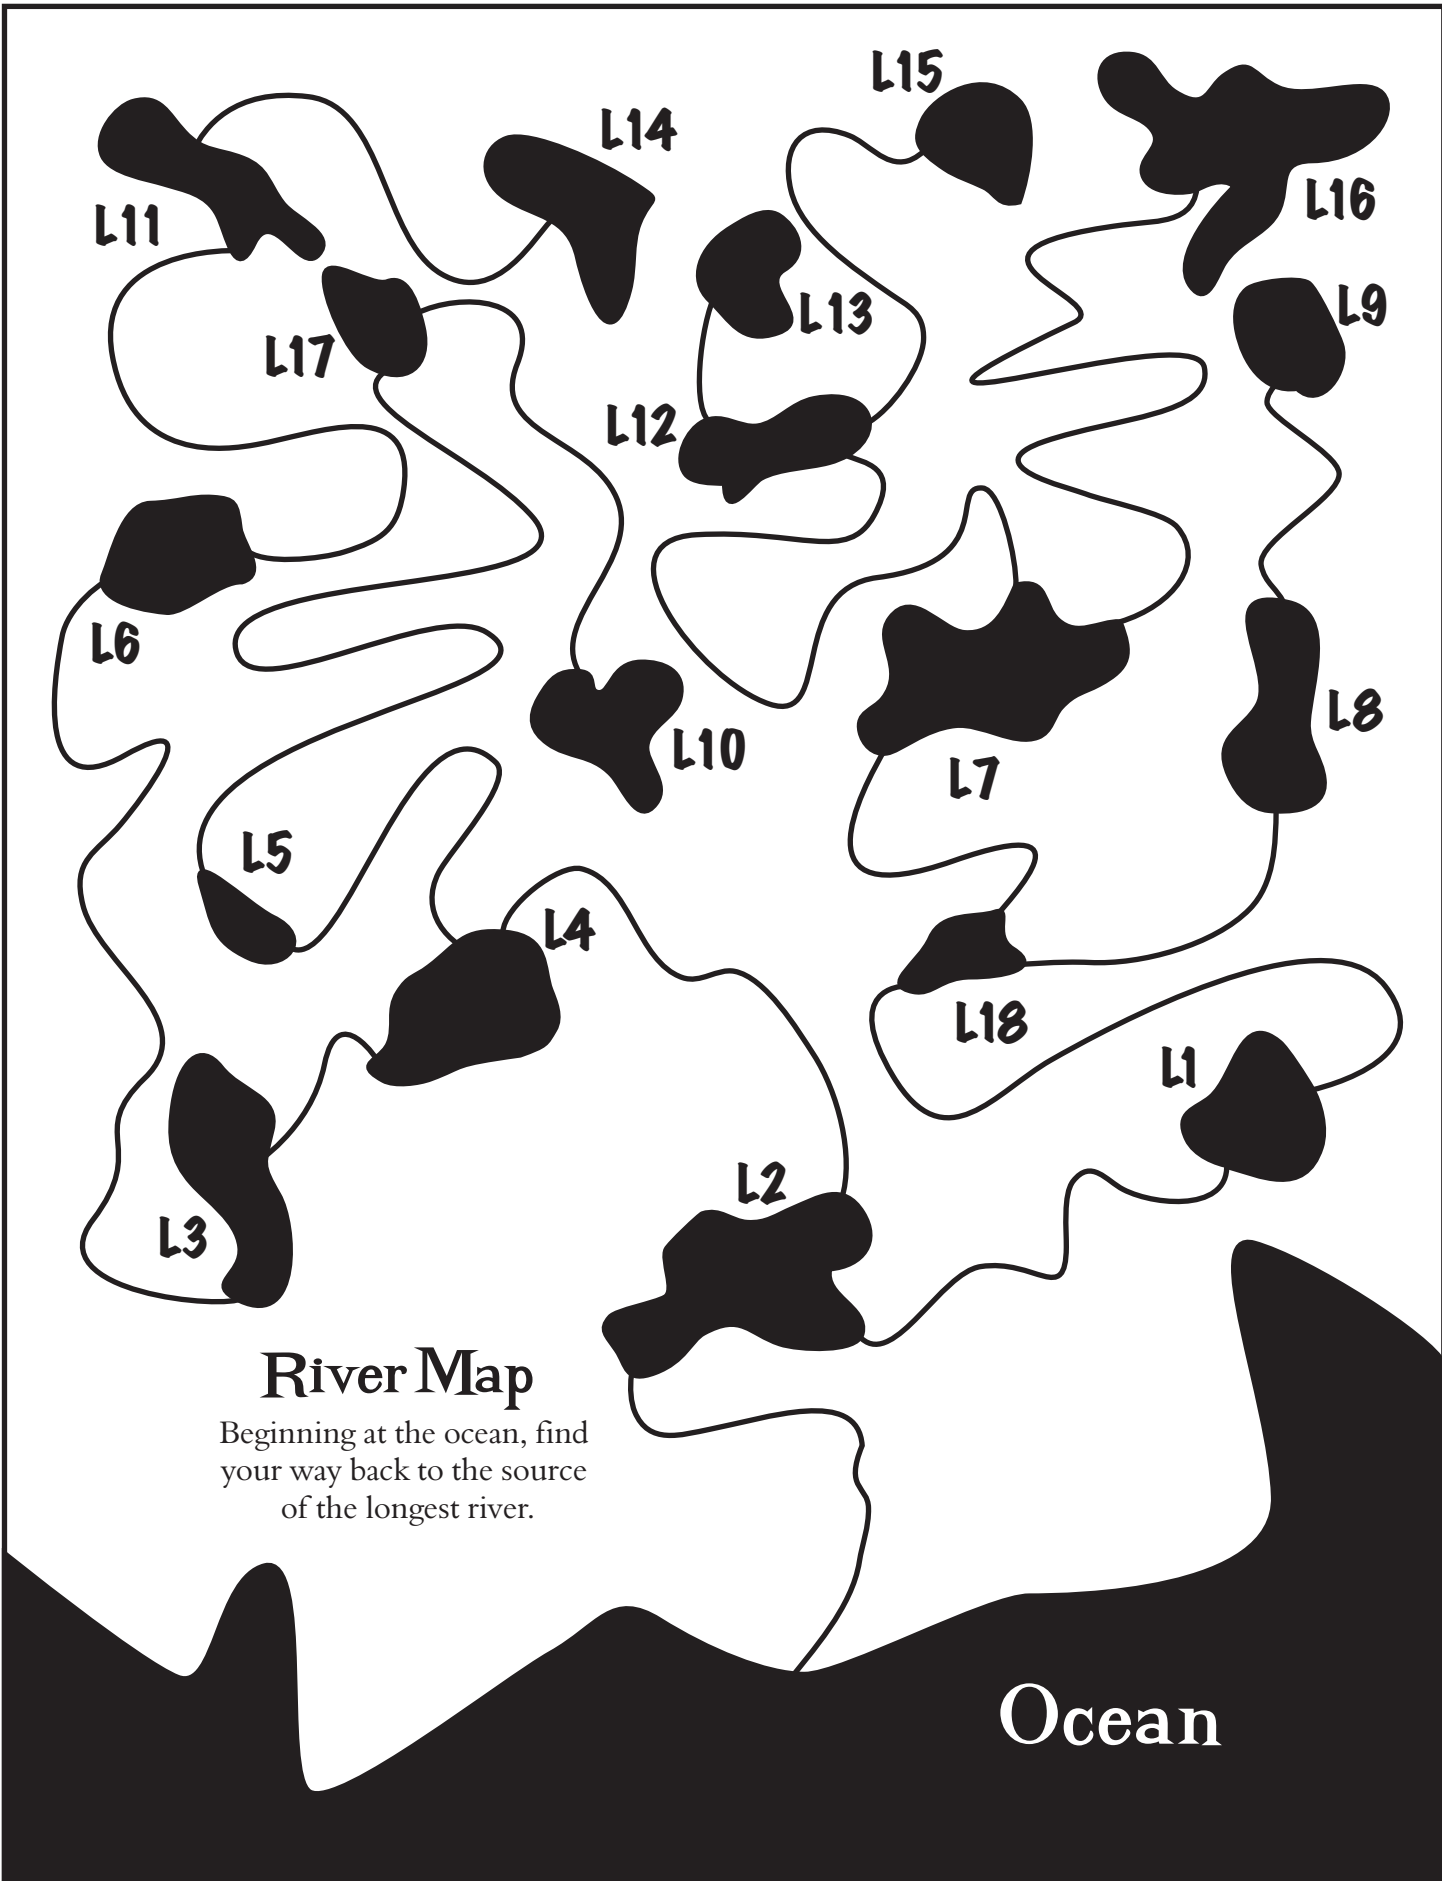 L15
L14
L16
L11
L9
L13
L17
L12
L6
L8
L10
L7
L5
L4
L18
L1
L2
L3
River Map
Beginning at the ocean, find
your way back to the source
of the longest river.
Ocean